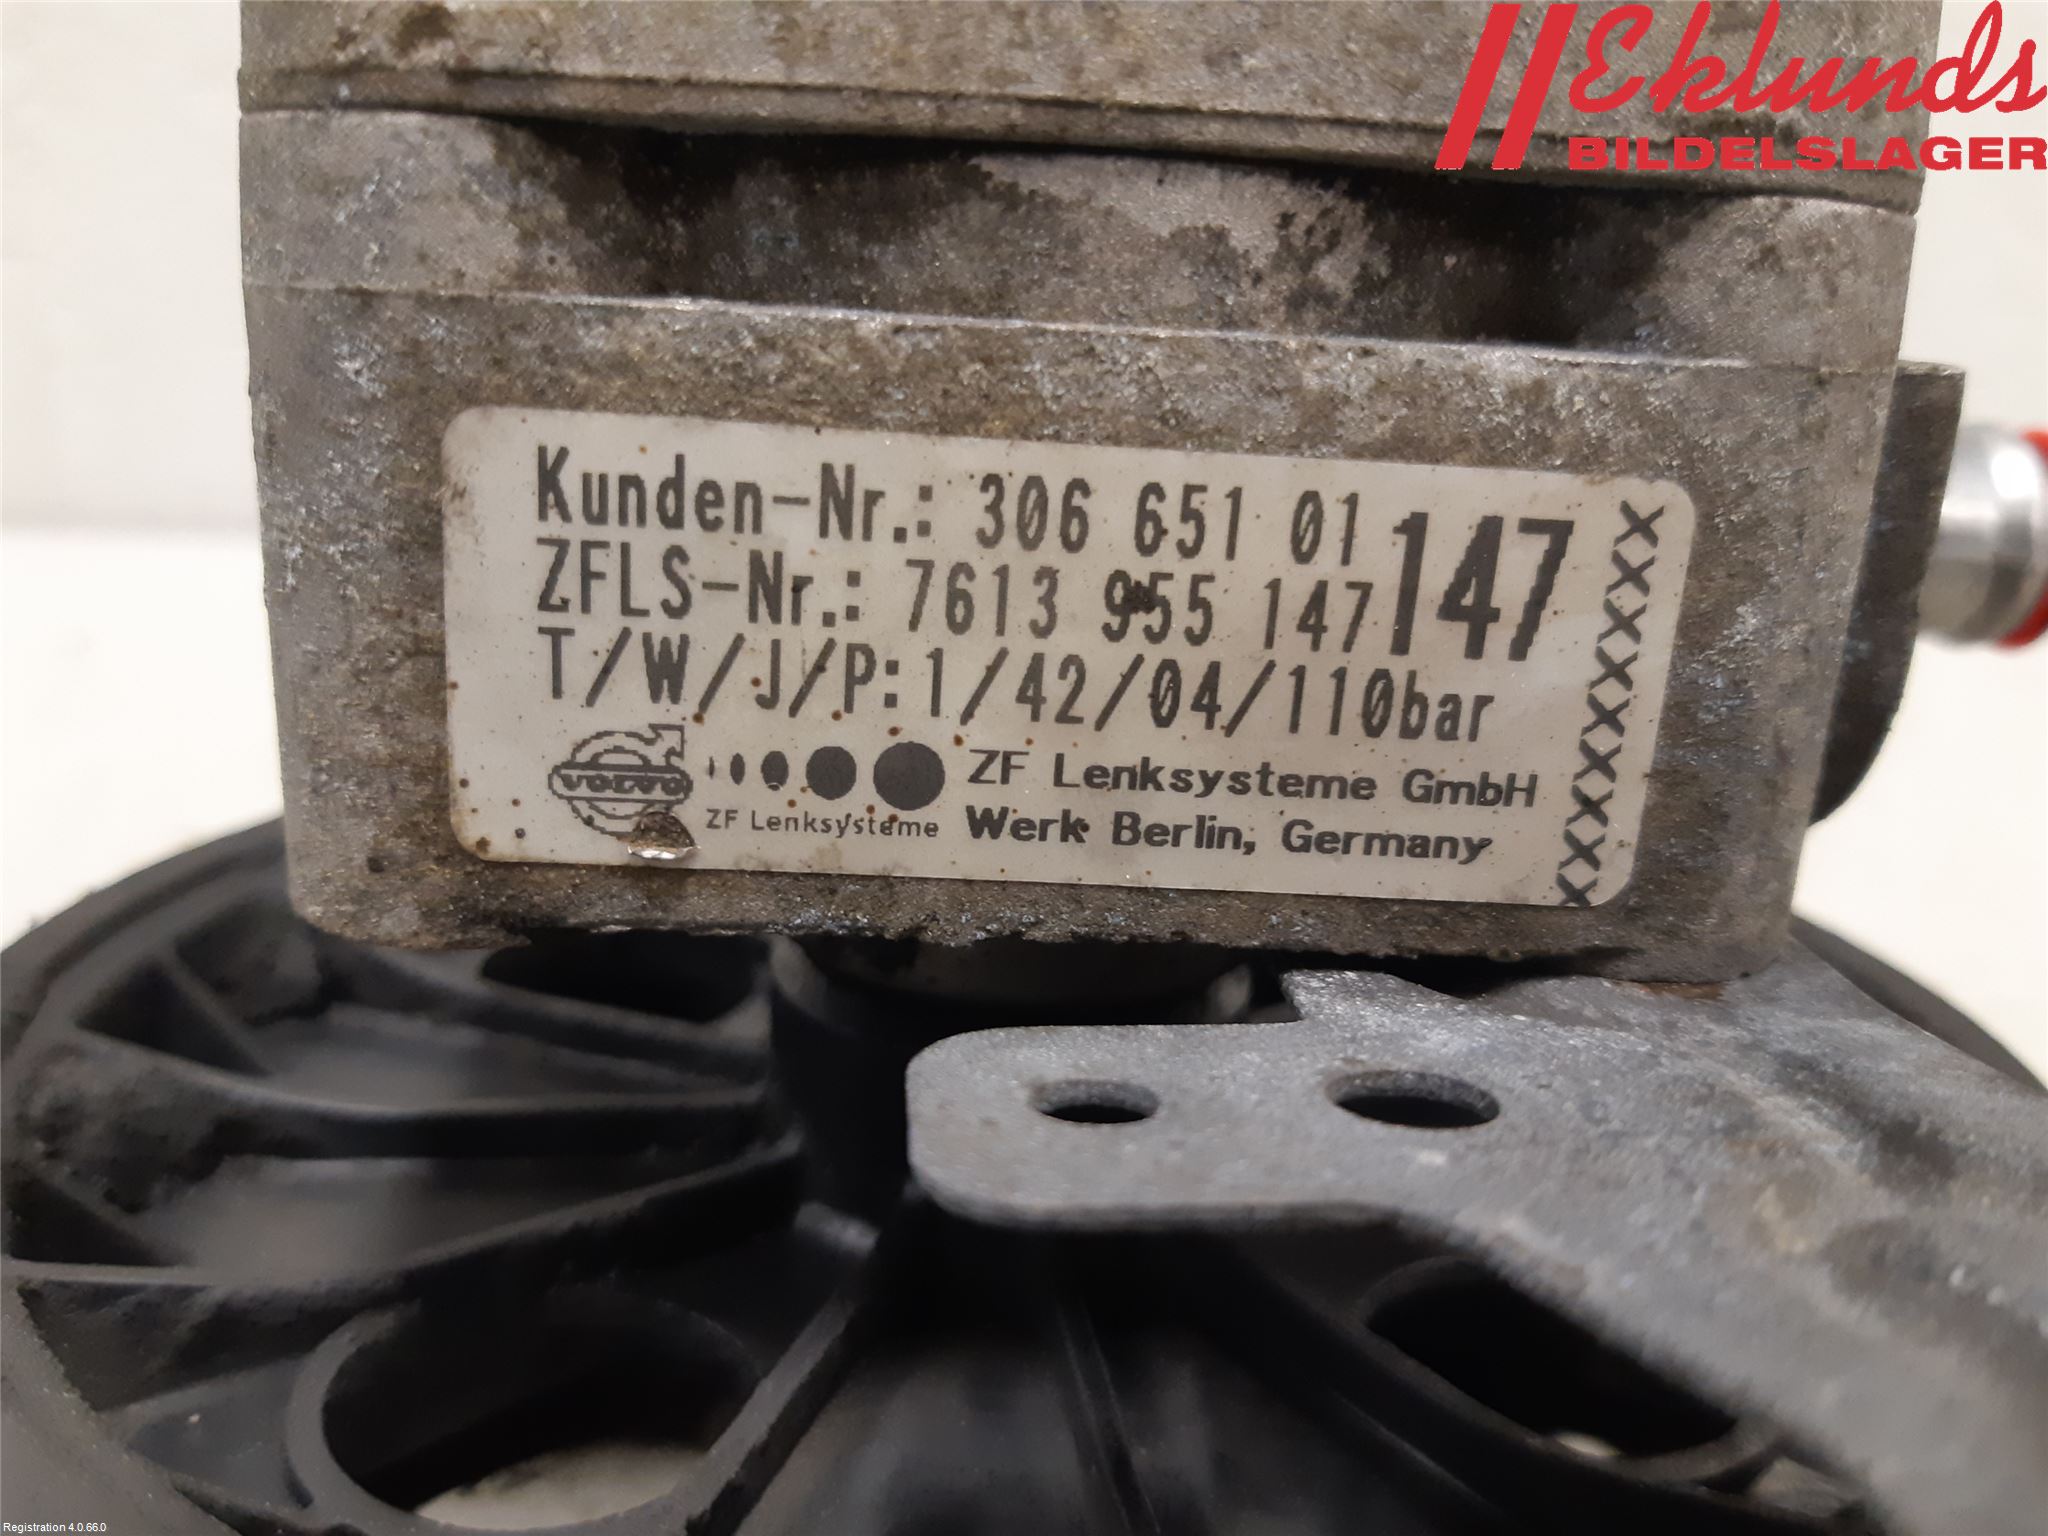 Eklunds
BILDELSLAGER
Kunden-Nr.: 306 651 01
ZFLS-Nr.: 7613 955 147 147
T/W/J/P: 1/42/04/110bar
VOLVO
ZF Lenksysteme
ZF Lenksysteme GmbH
Werk Berlin, Germany
XXXXXXXXX
Registration 4.0.66.0